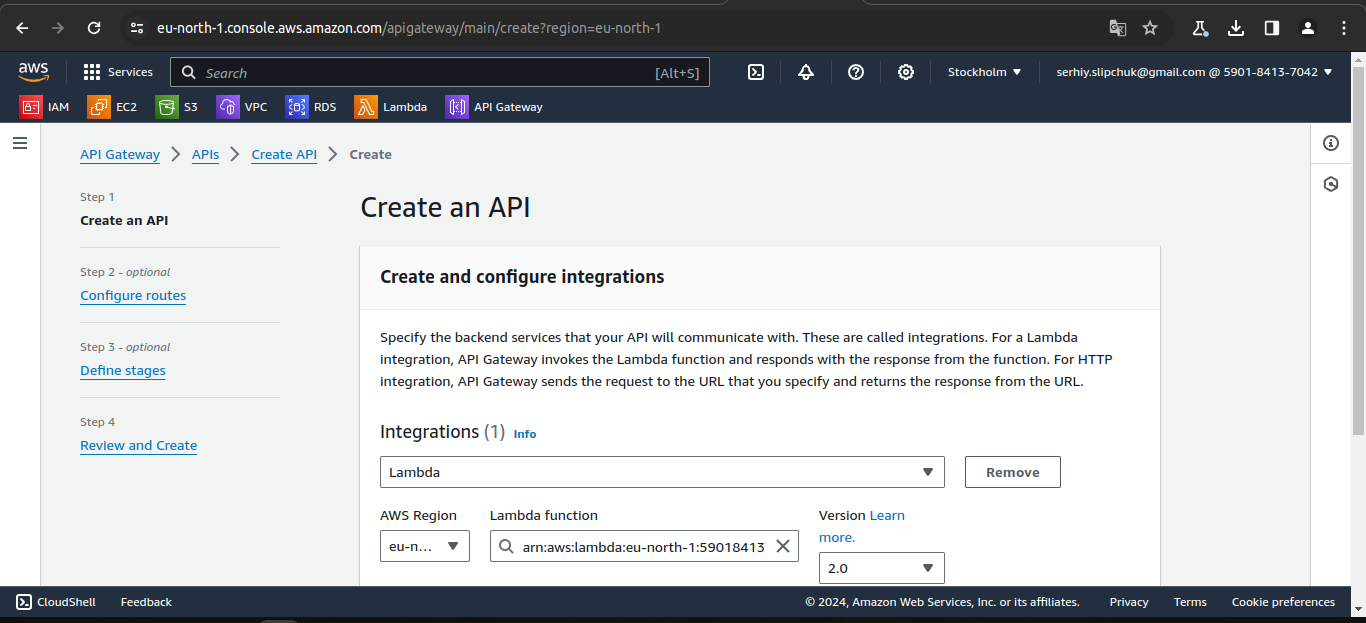 eu-north-1.console.aws.amazon.com/apigateway/main/create?region=eu-north-1
aws Services Search [Alt+S] Stockholm serhiy.slipchuk@gmail.com @ 5901-8413-7042
IAM EC2 S3 VPC RDS Lambda API Gateway
API Gateway APIs Create API Create
Step 1
Create an API
Step 2 - optional
Configure routes
Step 3 - optional
Define stages
Step 4
Review and Create
Create an API
Create and configure integrations
Specify the backend services that your API will communicate with. These are called integrations. For a Lambda
integration, API Gateway invokes the Lambda function and responds with the response from the function. For HTTP
integration, API Gateway sends the request to the URL that you specify and returns the response from the URL.
Integrations (1) Info
Lambda Remove
AWS Region Lambda function Version Learn
more.
eu-n... arn:aws:lambda:eu-north-1:59018413
2.0
CloudShell Feedback © 2024, Amazon Web Services, Inc. or its affiliates. Privacy Terms Cookie preferences